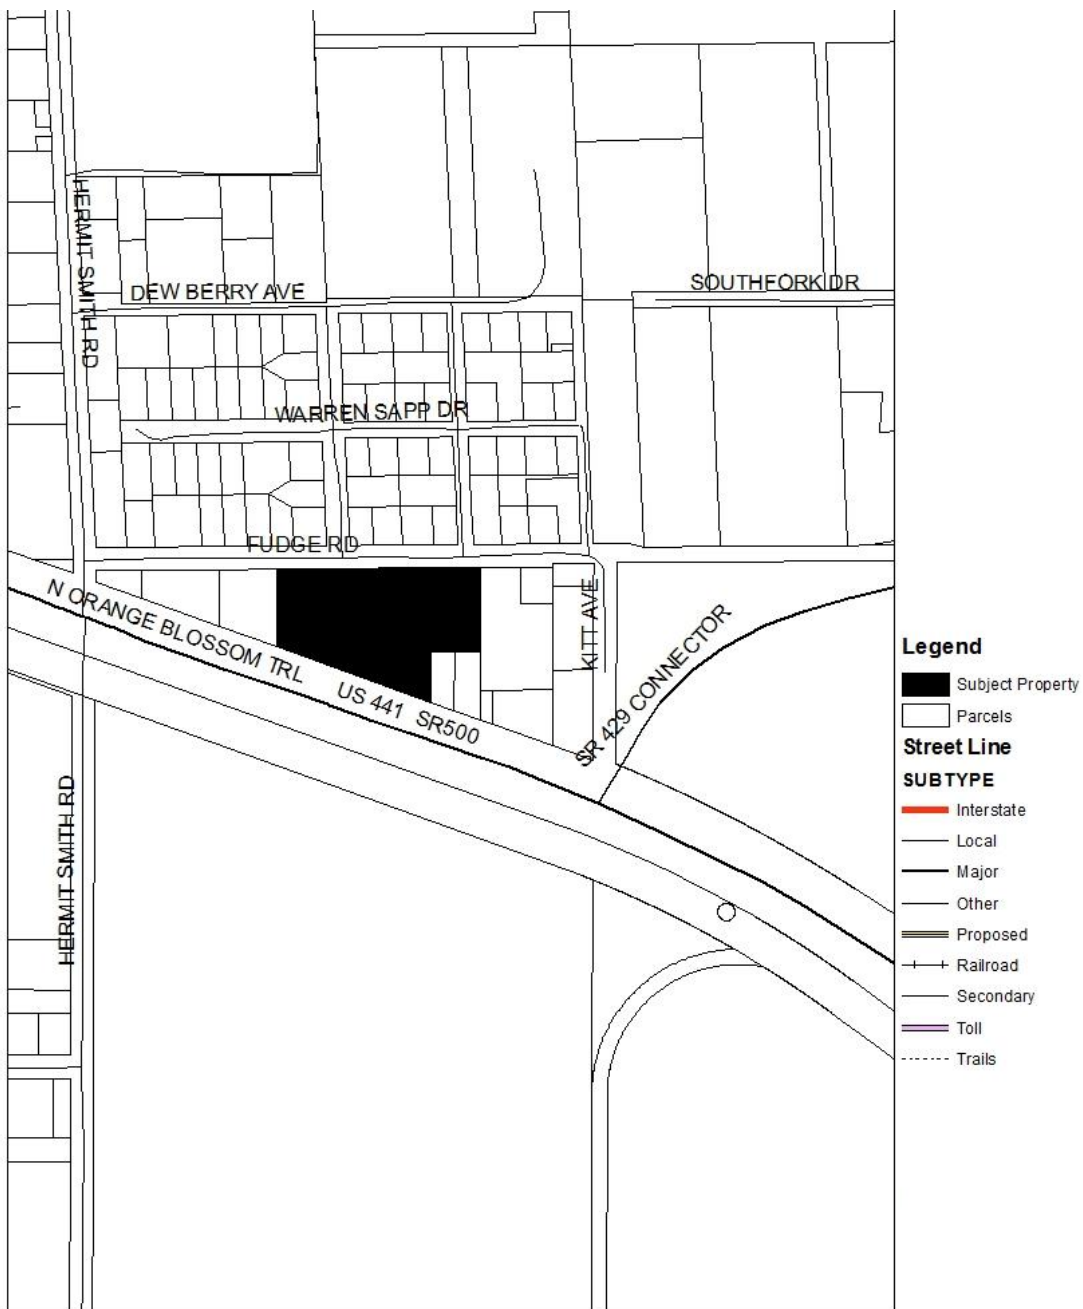 HERMIT SMITH RD
DEW BERRY AVE
SOUTHFORK DR
WARREN SAPP DR
FUDGE RD
N ORANGE BLOSSOM TRL
US 441 SR500
KITT AVE
SR 429 CONNECTOR
HERMIT SMITH RD
Legend
Subject Property
Parcels
Street Line
SUBTYPE
Interstate
Local
Major
Other
Proposed
Railroad
Secondary
Toll
Trails